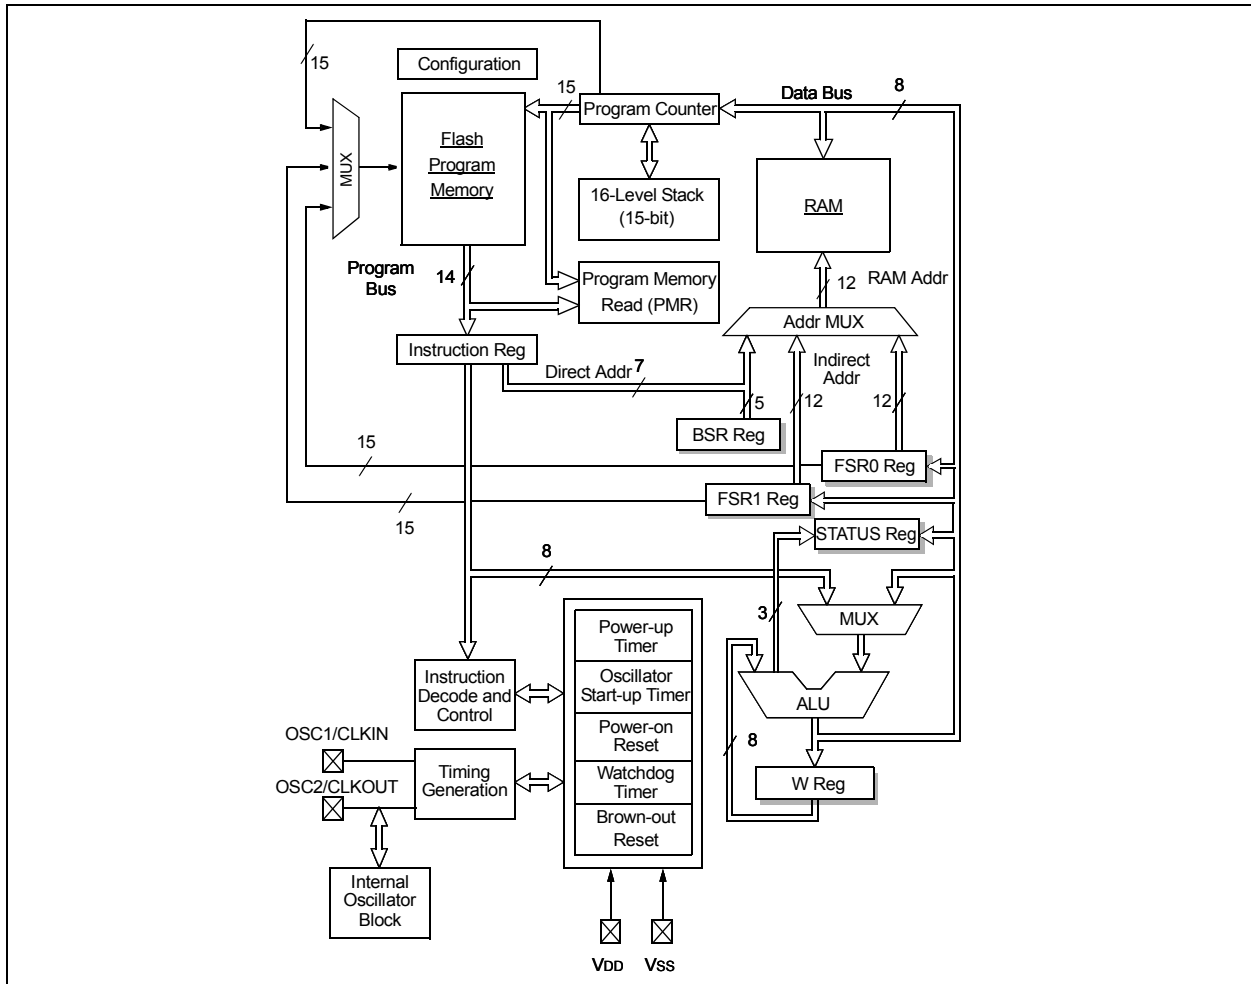 15
Configuration
15
Data Bus
8
Program Counter
MUX
Flash
Program
Memory
16-Level Stack
(15-bit)
RAM
Program
Bus
14
Program Memory
Read (PMR)
12
RAM Addr
Addr MUX
Instruction Reg
Direct Addr
7
Indirect
Addr
5
12
12
BSR Reg
15
FSR0 Reg
FSR1 Reg
15
STATUS Reg
8
3
MUX
Power-up
Timer
Instruction
Decode and
Control
Oscillator
Start-up Timer
ALU
Power-on
Reset
8
OSC1/CLKIN
Timing
Generation
Watchdog
Timer
W Reg
OSC2/CLKOUT
Brown-out
Reset
Internal
Oscillator
Block
VDD
VSS